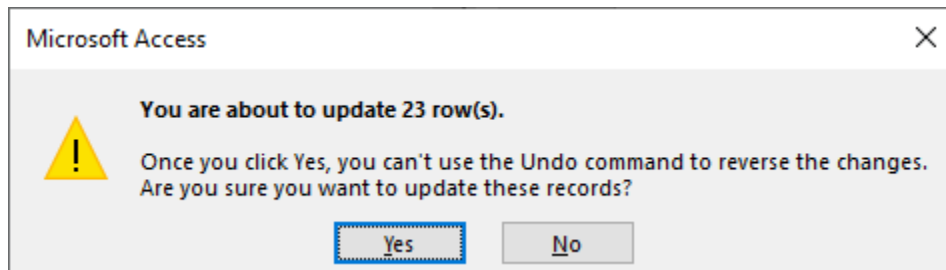 Microsoft Access
You are about to update 23 row(s).
Once you click Yes, you can't use the Undo command to reverse the changes.
Are you sure you want to update these records?
Yes No